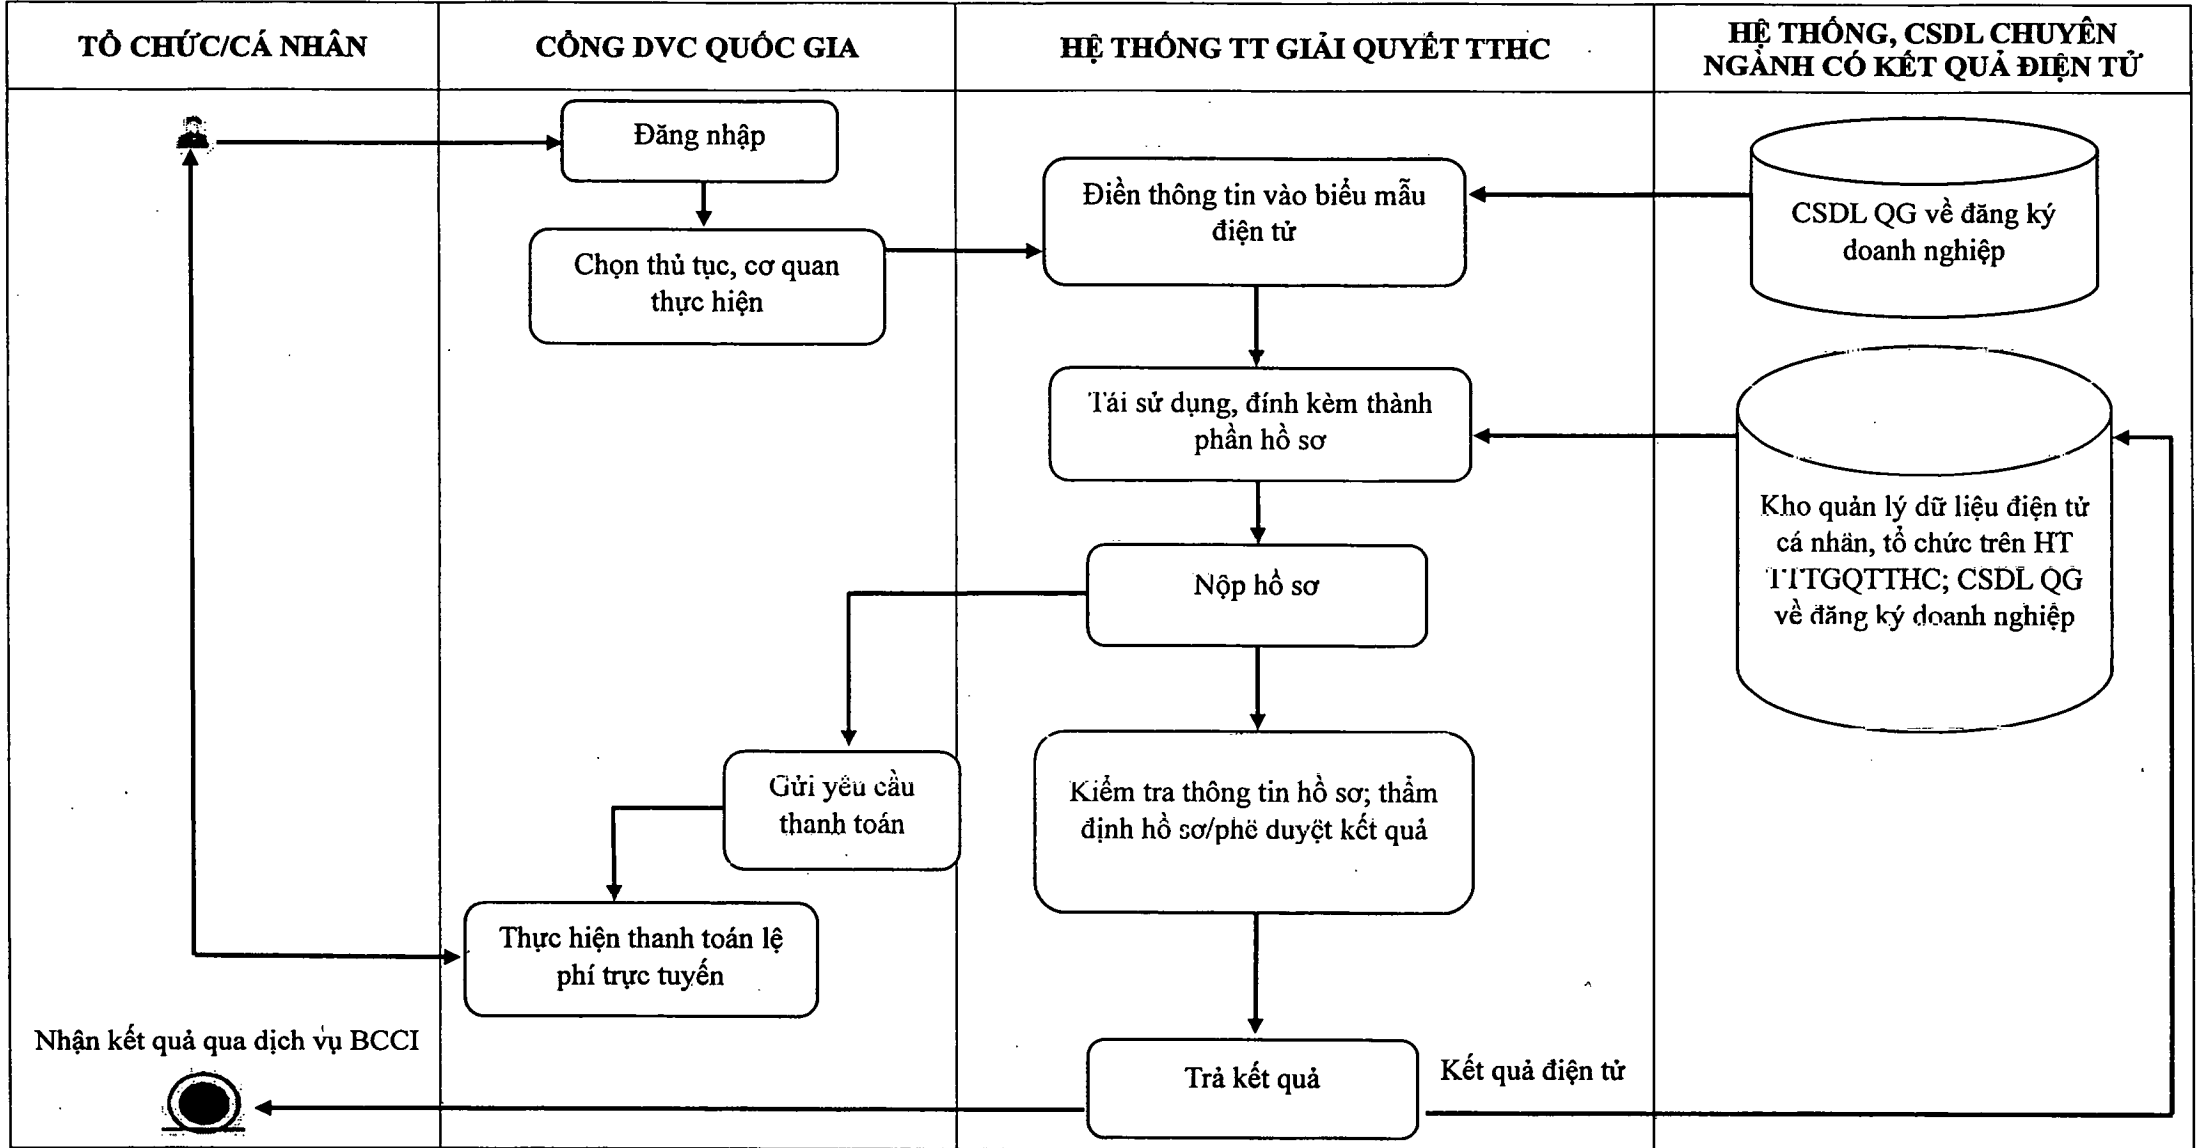 TỔ CHỨC/CÁ NHÂN
CỔNG DVC QUỐC GIA
HỆ THỐNG TT GIẢI QUYẾT TTHC
HỆ THỐNG, CSDL CHUYÊN
NGÀNH CÓ KẾT QUẢ ĐIỆN TỬ
Đăng nhập
Chọn thủ tục, cơ quan
thực hiện
Điền thông tin vào biểu mẫu
điện tử
CSDL QG về đăng ký
doanh nghiệp
Tái sử dụng, đính kèm thành
phần hồ sơ
Kho quản lý dữ liệu điện tử
cá nhân, tổ chức trên HT
TTTGQTTHC; CSDL QG
về đăng ký doanh nghiệp
Nộp hồ sơ
Gửi yêu cầu
thanh toán
Kiểm tra thông tin hồ sơ; thẩm
định hồ sơ/phê duyệt kết quả
Thực hiện thanh toán lệ
phí trực tuyến
Nhận kết quả qua dịch vụ BCCI
Trả kết quả
Kết quả điện tử